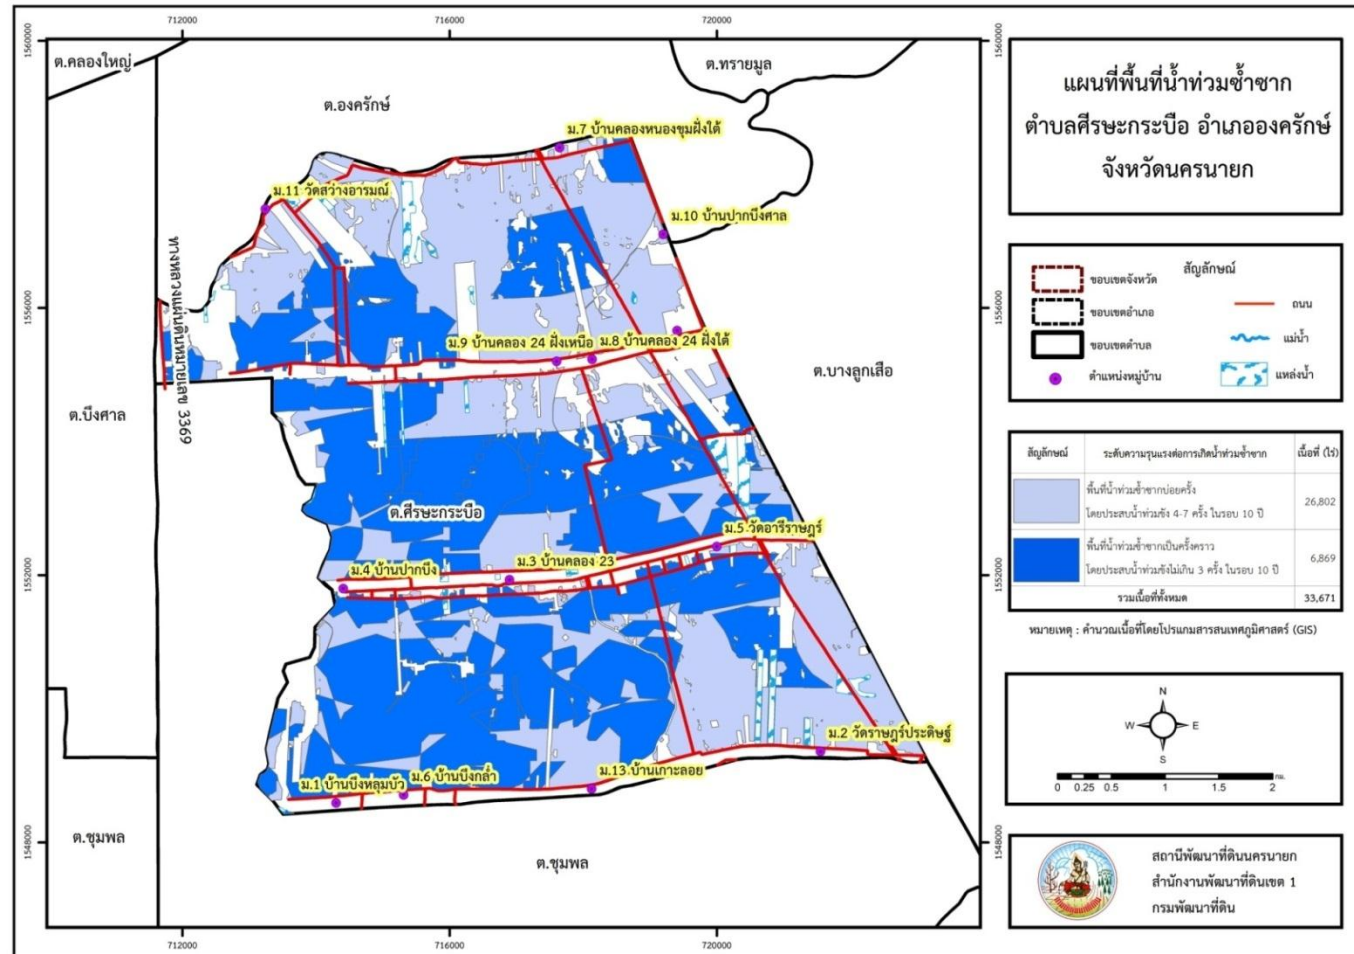 712000
716000
720000
1560000
1556000
1552000
1548000
1560000
1556000
1552000
1548000
712000
716000
720000
ต.คลองใหญ่
ต.ทรายมูล
ต.องครักษ์
ม.7 บ้านคลองหนองขุมฝั่งใต้
ม.11 วัดสว่างอารมณ์
ม.10 บ้านปากบึงศาล
ทางหลวงแผ่นดินหมายเลข 3369
ม.9 บ้านคลอง 24 ฝั่งเหนือ
ม.8 บ้านคลอง 24 ฝั่งใต้
ต.บางลูกเสือ
ต.บึงศาล
ต.ศีรษะกระบือ
ม.5 วัดอารีราษฎร์
ม.3 บ้านคลอง 23
ม.4 บ้านปากบึง
ม.2 วัดราษฎร์ประดิษฐ์
ม.13 บ้านเกาะลอย
ม.6 บ้านบึงกล่ำ
ม.1 บ้านบึงหลุมบัว
ต.ชุมพล
ต.ชุมพล
แผนที่พื้นที่น้ำท่วมซ้ำซาก
ตำบลศีรษะกระบือ อำเภอองครักษ์
จังหวัดนครนายก
สัญลักษณ์
ขอบเขตจังหวัด
ขอบเขตอำเภอ
ขอบเขตตำบล
ตำแหน่งหมู่บ้าน
ถนน
แม่น้ำ
แหล่งน้ำ
สัญลักษณ์ ระดับความรุนแรงต่อการเกิดน้ำท่วมซ้ำซาก เนื้อที่ (ไร่)
พื้นที่น้ำท่วมซ้ำซากบ่อยครั้ง
โดยประสบน้ำท่วมขัง 4-7 ครั้ง ในรอบ 10 ปี 26,802
พื้นที่น้ำท่วมซ้ำซากเป็นครั้งคราว
โดยประสบน้ำท่วมขังไม่เกิน 3 ครั้ง ในรอบ 10 ปี 6,869
รวมเนื้อที่ทั้งหมด 33,671
หมายเหตุ : คำนวณเนื้อที่โดยโปรแกมสารสนเทศภูมิศาสตร์ (GIS)
N
W E
S
กม.
0 0.25 0.5 1 1.5 2
สถานีพัฒนาที่ดินนครนายก
สำนักงานพัฒนาที่ดินเขต 1
กรมพัฒนาที่ดิน